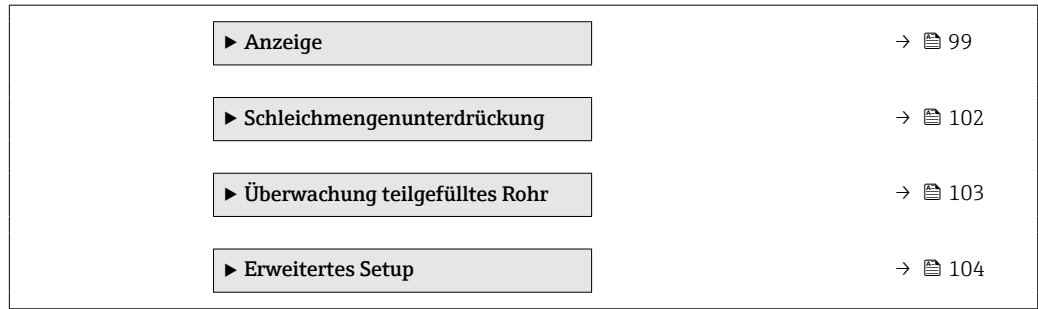 ▶ Anzeige → 99
▶ Schleichmengenunterdrückung → 102
▶ Überwachung teilgefülltes Rohr → 103
▶ Erweitertes Setup → 104